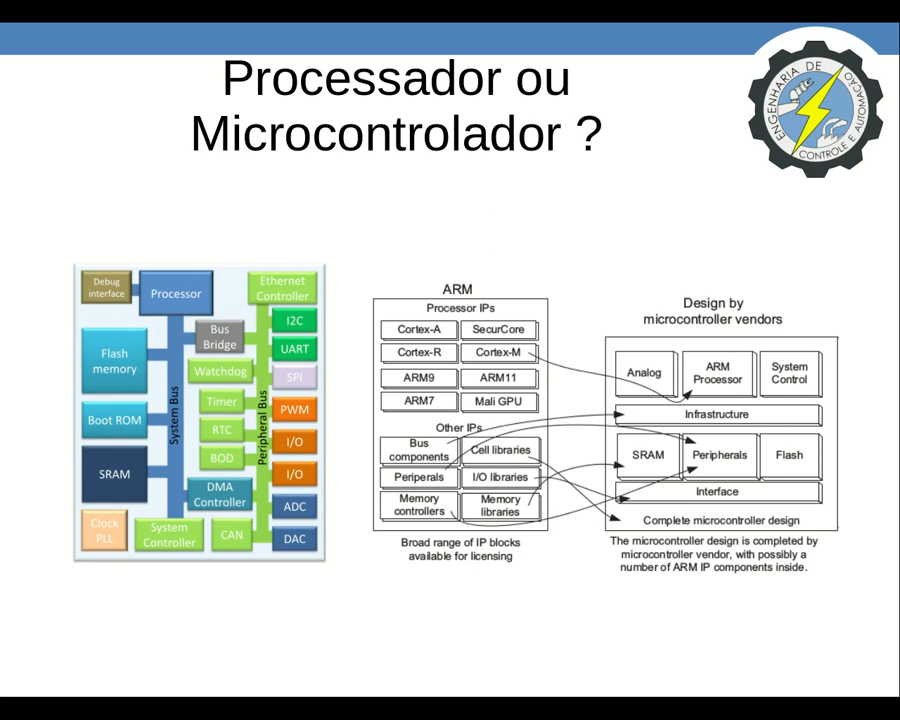 Processador ou
Microcontrolador ?
ENGENHARIA DE
CONTROLE E AUTOMAÇÃO
Debug
interface
Processor
Ethernet
Controller
Flash
memory
Bus
Bridge
I2C
UART
Watchdog
SPI
Boot ROM
System Bus
Timer
Peripheral Bus
PWM
RTC
I/O
BOD
I/O
SRAM
DMA
Controller
ADC
Clock
PLL
System
Controller
CAN
DAC
ARM
Processor IPs
Cortex-A
SecurCore
Cortex-R
Cortex-M
ARM9
ARM11
ARM7
Mali GPU
Other IPs
Bus
components
Cell libraries
Periperals
I/O libraries
Memory
controllers
Memory
libraries
Broad range of IP blocks
available for licensing
Design by
microcontroller vendors
Analog
ARM
Processor
System
Control
Infrastructure
SRAM
Peripherals
Flash
Interface
Complete microcontroller design
The microcontroller design is completed by
microcontroller vendor, with possibly a
number of ARM IP components inside.